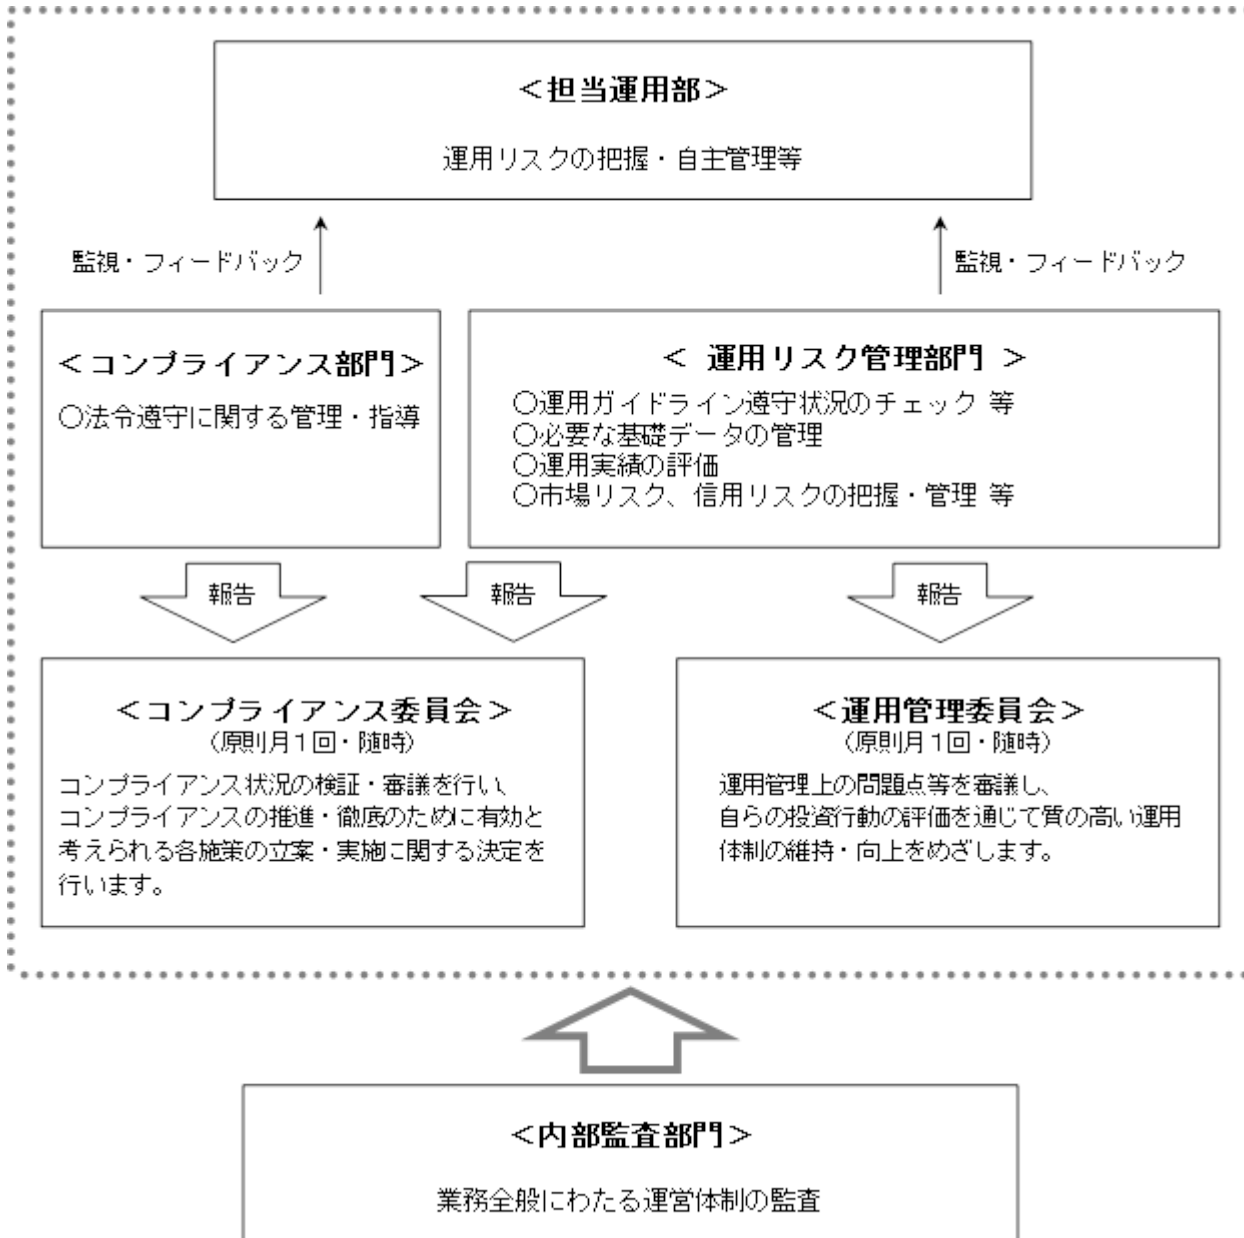 ＜担当運用部＞
運用リスクの把握・自主管理等
監視・フィードバック
監視・フィードバック
＜コンプライアンス部門＞
○法令遵守に関する管理・指導
＜ 運用リスク管理部門 ＞
○運用ガイドライン遵守状況のチェック 等
○必要な基礎データの管理
○運用実績の評価
○市場リスク、信用リスクの把握・管理 等
報告
報告
報告
＜コンプライアンス委員会＞
（原則月１回・随時）
コンプライアンス状況の検証・審議を行い、
コンプライアンスの推進・徹底のために有効と
考えられる各施策の立案・実施に関する決定を
行います。
＜運用管理委員会＞
（原則月１回・随時）
運用管理上の問題点等を審議し、
自らの投資行動の評価を通じて質の高い運用
体制の維持・向上をめざします。
＜内部監査部門＞
業務全般にわたる運営体制の監査